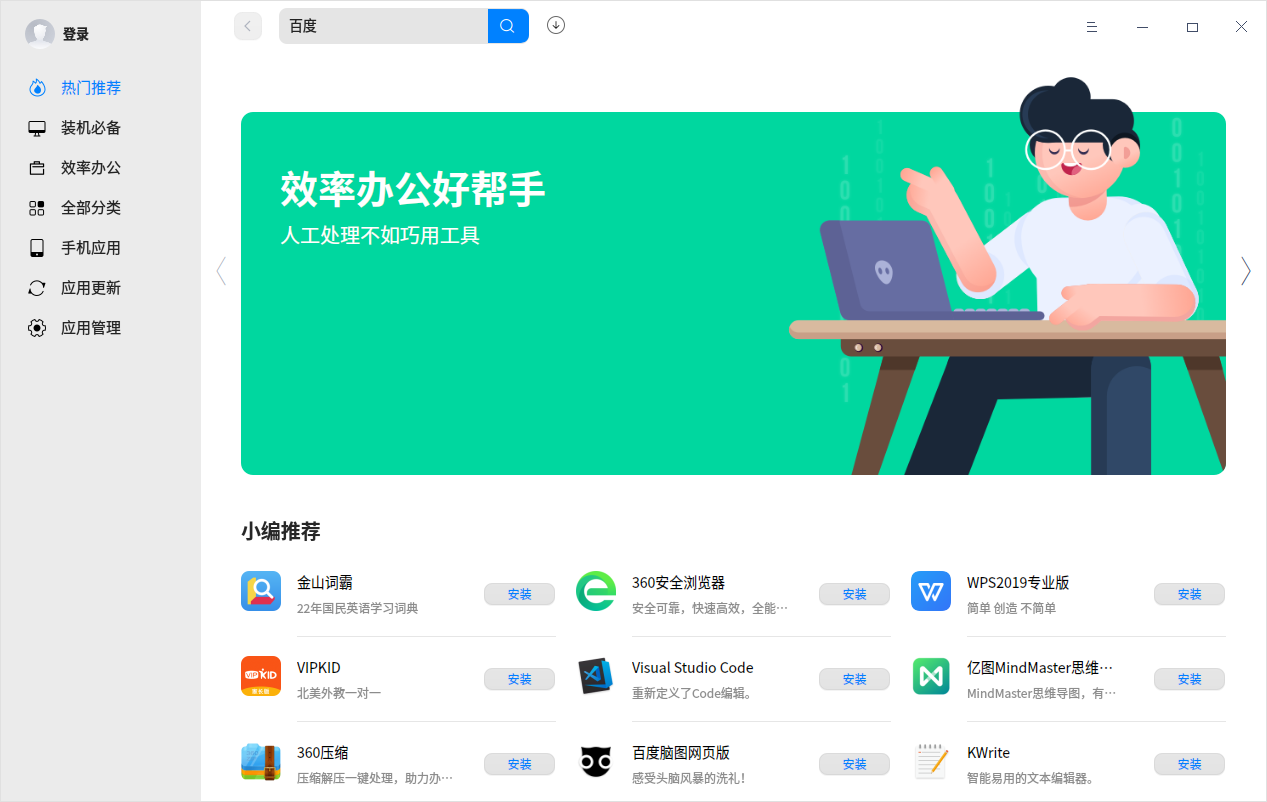 登录
百度
热门推荐
装机必备
效率办公
全部分类
手机应用
应用更新
应用管理
效率办公好帮手
人工处理不如巧用工具
小编推荐
金山词霸
22年国民英语学习词典
安装
360安全浏览器
安全可靠，快速高效，全能…
安装
WPS2019专业版
简单 创造 不简单
安装
VIPKID
北美外教一对一
安装
Visual Studio Code
重新定义了Code编辑。
安装
亿图MindMaster思维…
MindMaster思维导图，有…
安装
360压缩
压缩解压一键处理，助力办…
安装
百度脑图网页版
感受头脑风暴的洗礼！
安装
KWrite
智能易用的文本编辑器。
安装